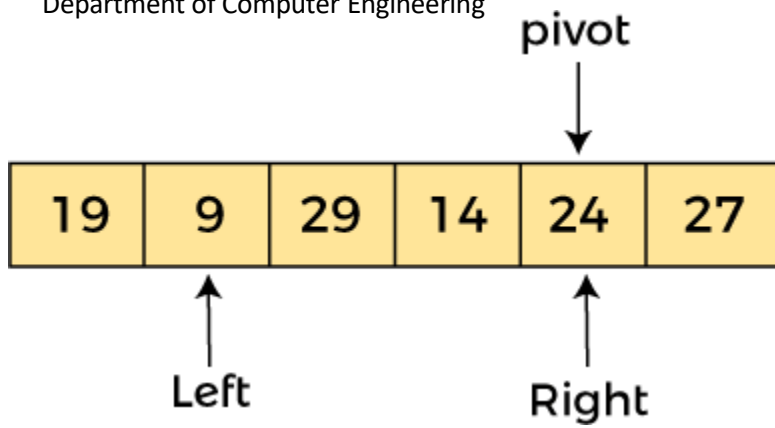 Department of Computer Engineering
pivot
19 9 29 14 24 27
Left Right